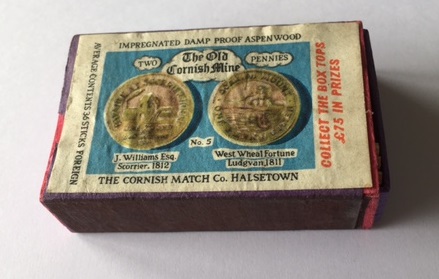 IMPREGNATED DAMP PROOF ASPENWOOD
TWO
PENNIES
The Old
Cornish Mine
No. 5
J. Williams Esq.
Scorrier, 1812
West Wheal Fortune
Ludgvan, 1811
THE CORNISH MATCH Co. HALSETOWN
AVERAGE CONTENTS 36 STICKS FOREIGN
COLLECT THE BOX TOPS
£75 IN PRIZES